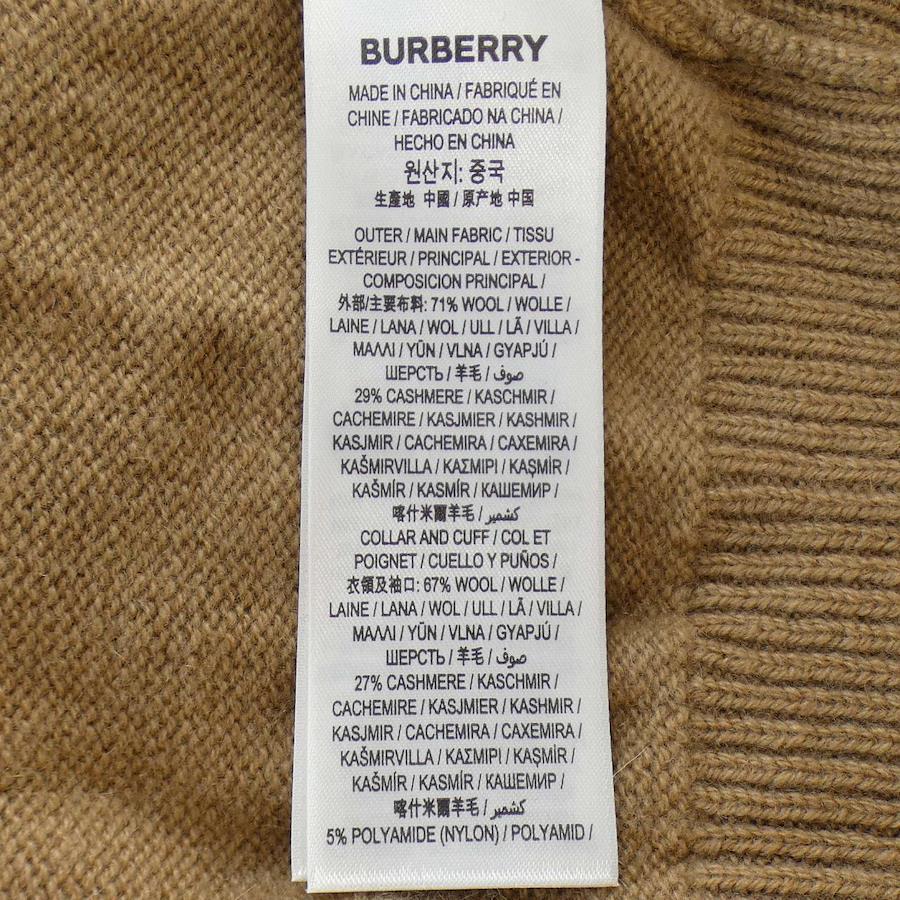 BURBERRY
MADE IN CHINA / FABRIQUÉ EN
CHINE / FABRICADO NA CHINA /
HECHO EN CHINA
원산지: 중국
生產地 中國 / 原产地 中国
OUTER / MAIN FABRIC / TISSU
EXTÉRIEUR / PRINCIPAL / EXTERIOR -
COMPOSICION PRINCIPAL /
外部/主要布料: 71% WOOL / WOLLE /
LAINE / LANA / WOL / ULL / LÃ / VILLA /
ΜΑΛΛΙ / YÜN / VLNA / GYAPJÚ /
ШЕРСТЬ / 羊毛 / صوف
29% CASHMERE / KASCHMIR /
CACHEMIRE / KASJMIER / KASHMIR /
KASJMIR / CACHEMIRA / CAXEMIRA /
KAŠMIRVILLA / ΚΑΣΜΙΡΙ / KAŞMİR /
KAŠMÍR / KASMÍR / КАШЕМИР /
喀什米爾羊毛 / كشمير
COLLAR AND CUFF / COL ET
POIGNET / CUELLO Y PUÑOS /
衣領及袖口: 67% WOOL / WOLLE /
LAINE / LANA / WOL / ULL / LÃ / VILLA /
ΜΑΛΛΙ / YÜN / VLNA / GYAPJÚ /
ШЕРСТЬ / 羊毛 / صوف
27% CASHMERE / KASCHMIR /
CACHEMIRE / KASJMIER / KASHMIR /
KASJMIR / CACHEMIRA / CAXEMIRA /
KAŠMIRVILLA / ΚΑΣΜΙΡΙ / KAŞMİR /
KAŠMÍR / KASMÍR / КАШЕМИР /
喀什米爾羊毛 / كشمير
5% POLYAMIDE (NYLON) / POLYAMID /